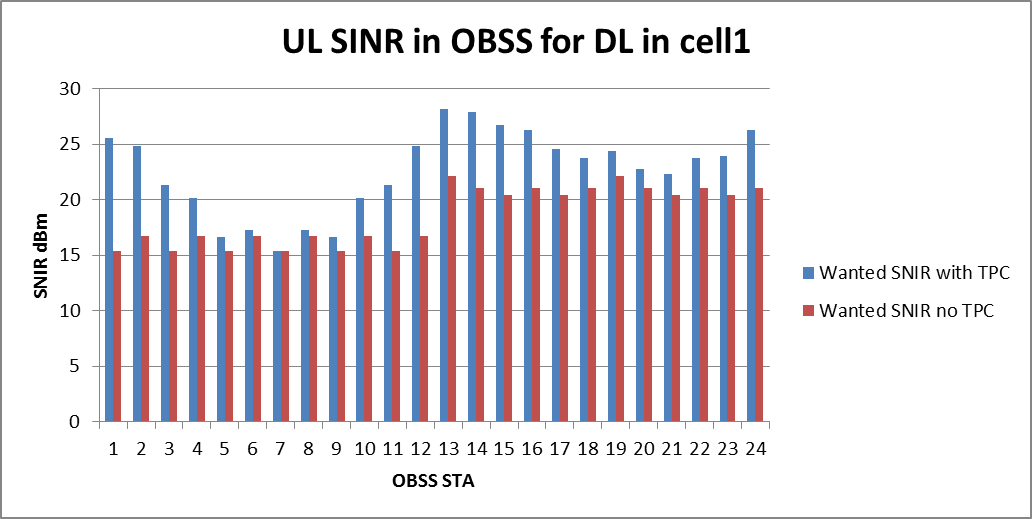 UL SINR in OBSS for DL in cell1
30
25
20
15
10
5
0
SNIR dBm
1 2 3 4 5 6 7 8 9 10 11 12 13 14 15 16 17 18 19 20 21 22 23 24
OBSS STA
Wanted SNIR with TPC
Wanted SNIR no TPC